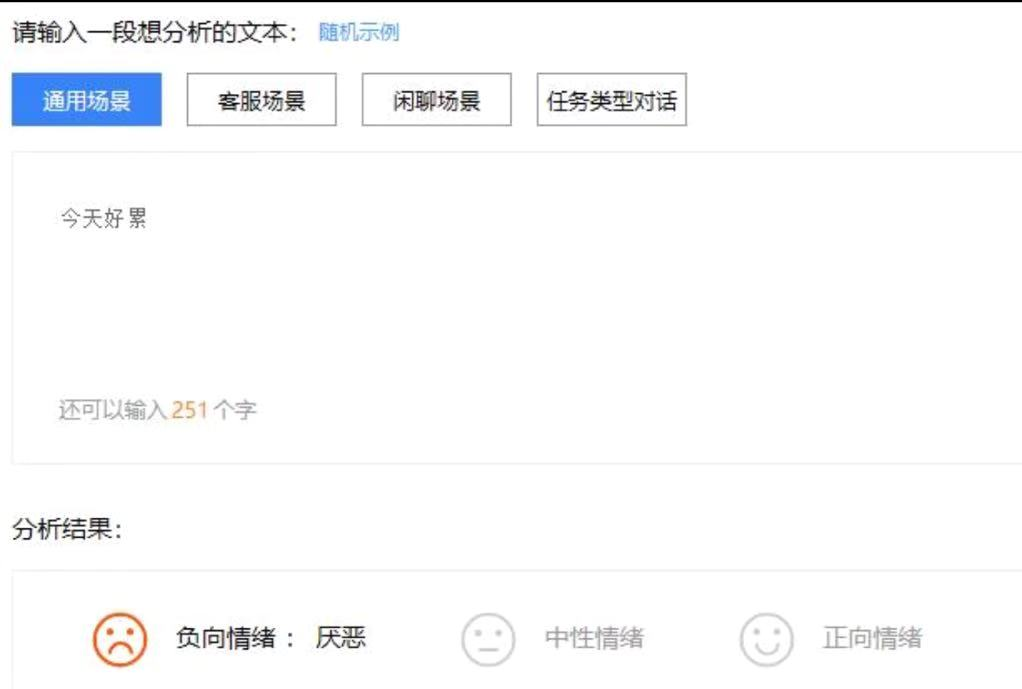 请输入一段想分析的文本： 随机示例
通用场景 客服场景 闲聊场景 任务类型对话
今天好累
还可以输入251个字
分析结果：
负向情绪： 厌恶 中性情绪 正向情绪